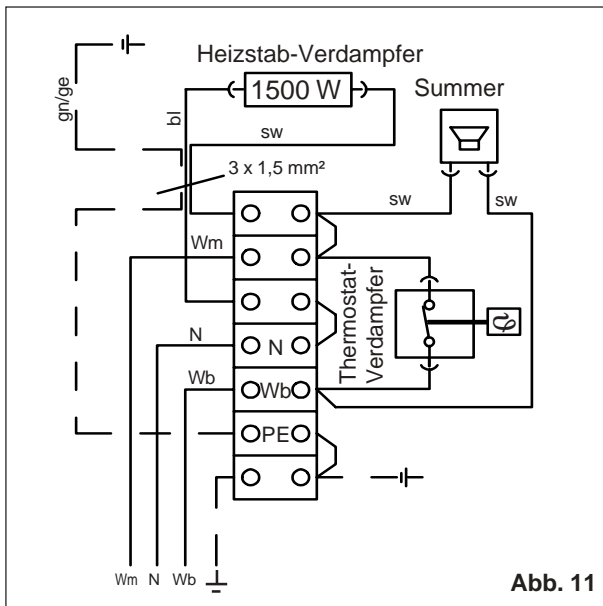 Heizstab-Verdampfer
1500 W
Summer
gn/ge
bl
sw
3 x 1,5 mm²
sw
sw
Wm
Thermostat-
Verdampfer
ϑ
N
N
Wb
Wb
PE
Wm N Wb
Abb. 11